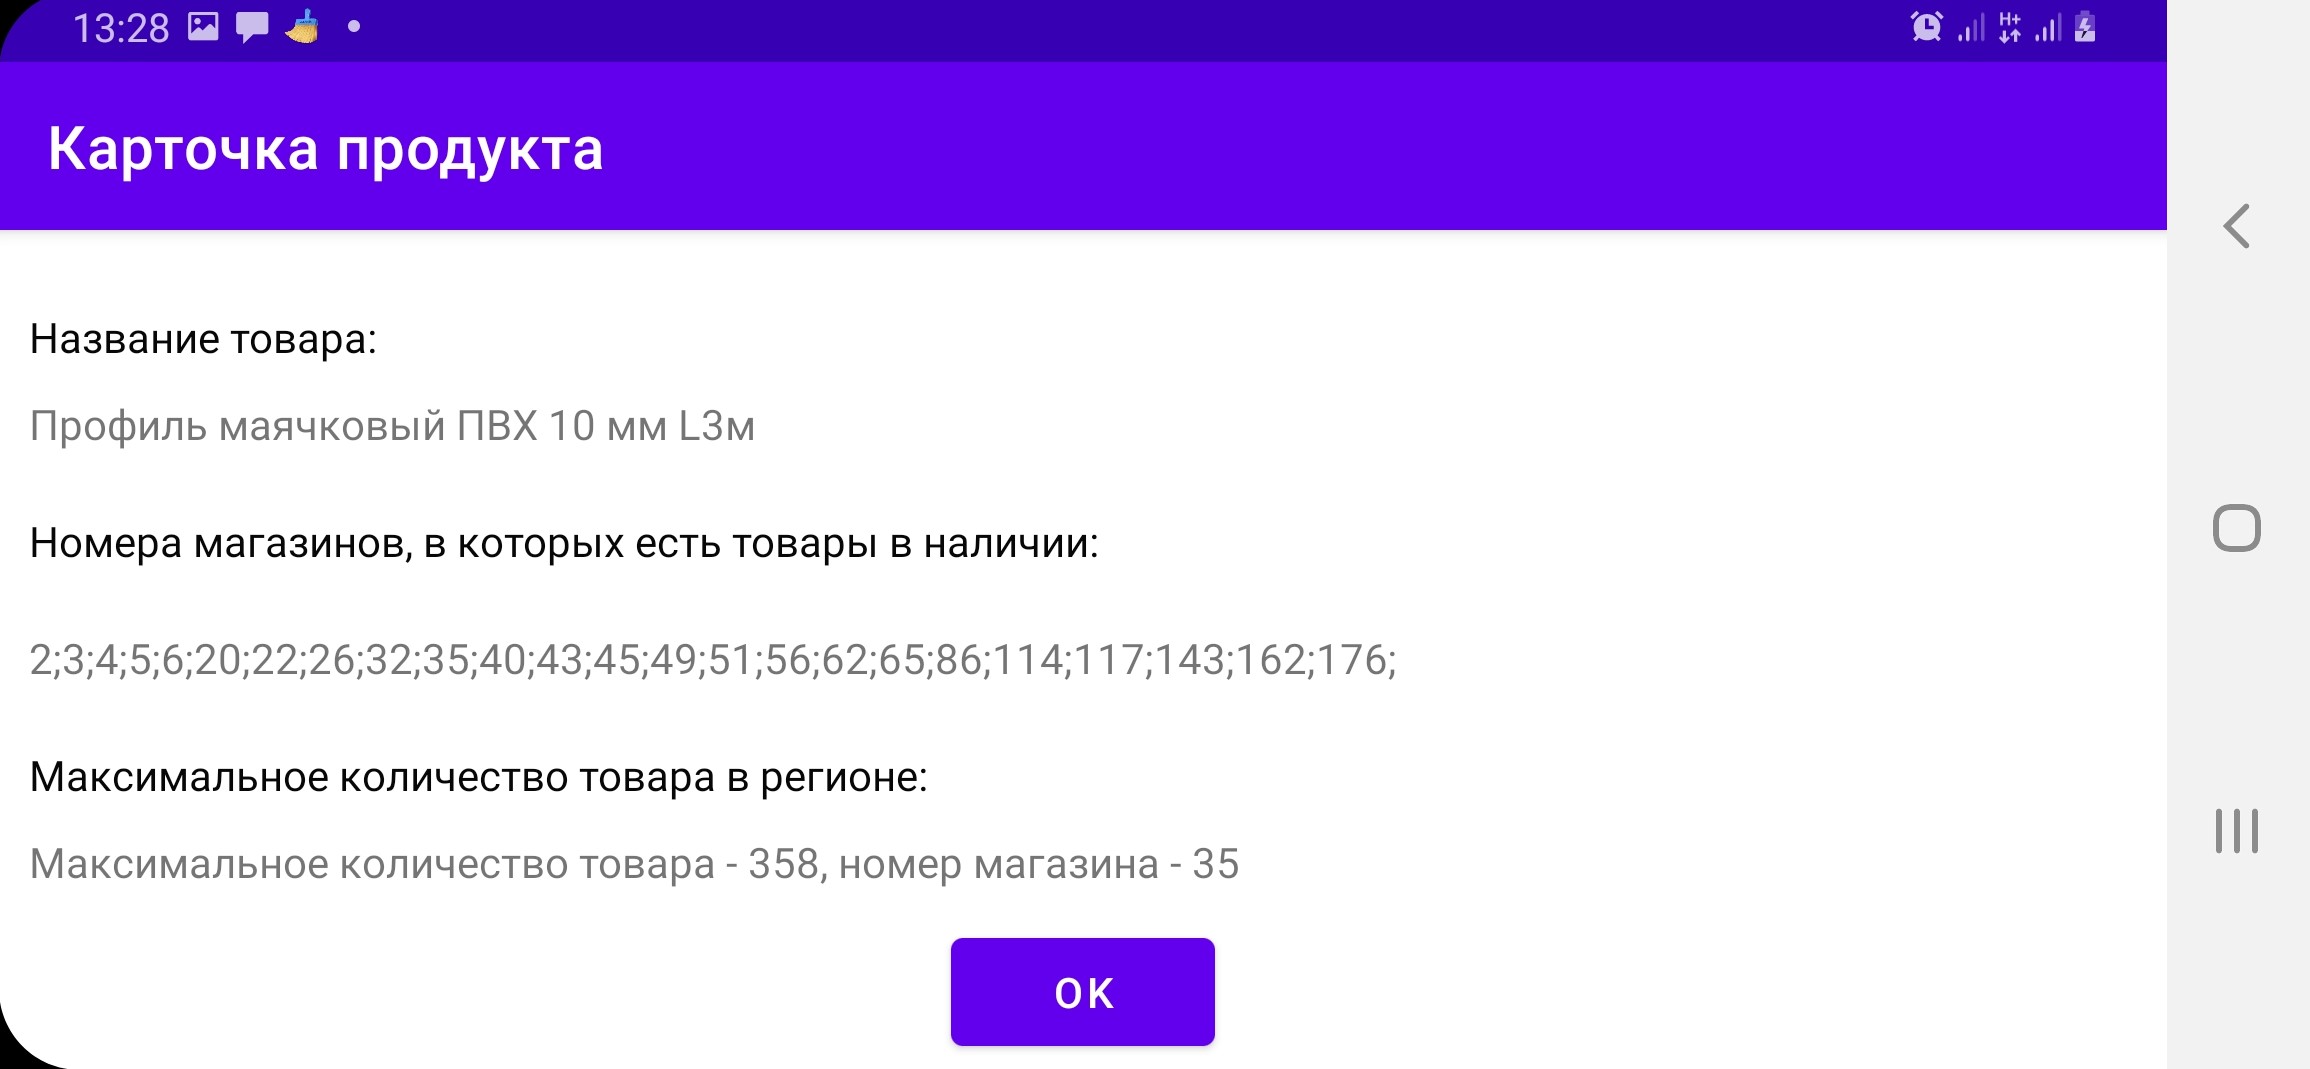 13:28
H+
Карточка продукта
Название товара:
Профиль маячковый ПВХ 10 мм L3м
Номера магазинов, в которых есть товары в наличии:
2;3;4;5;6;20;22;26;32;35;40;43;45;49;51;56;62;65;86;114;117;143;162;176;
Максимальное количество товара в регионе:
Максимальное количество товара - 358, номер магазина - 35
OK